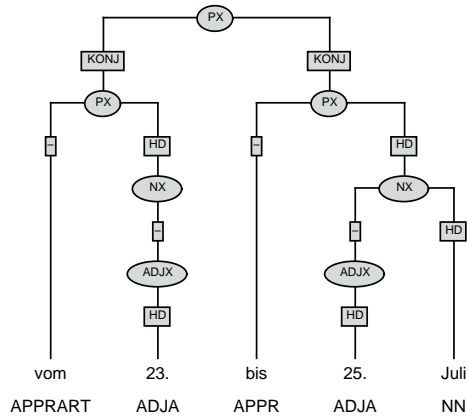 PX
KONJ KONJ
PX PX
– HD – HD
NX NX
– – HD
ADJX ADJX
HD HD
vom 23. bis 25. Juli
APPRART ADJA APPR ADJA NN